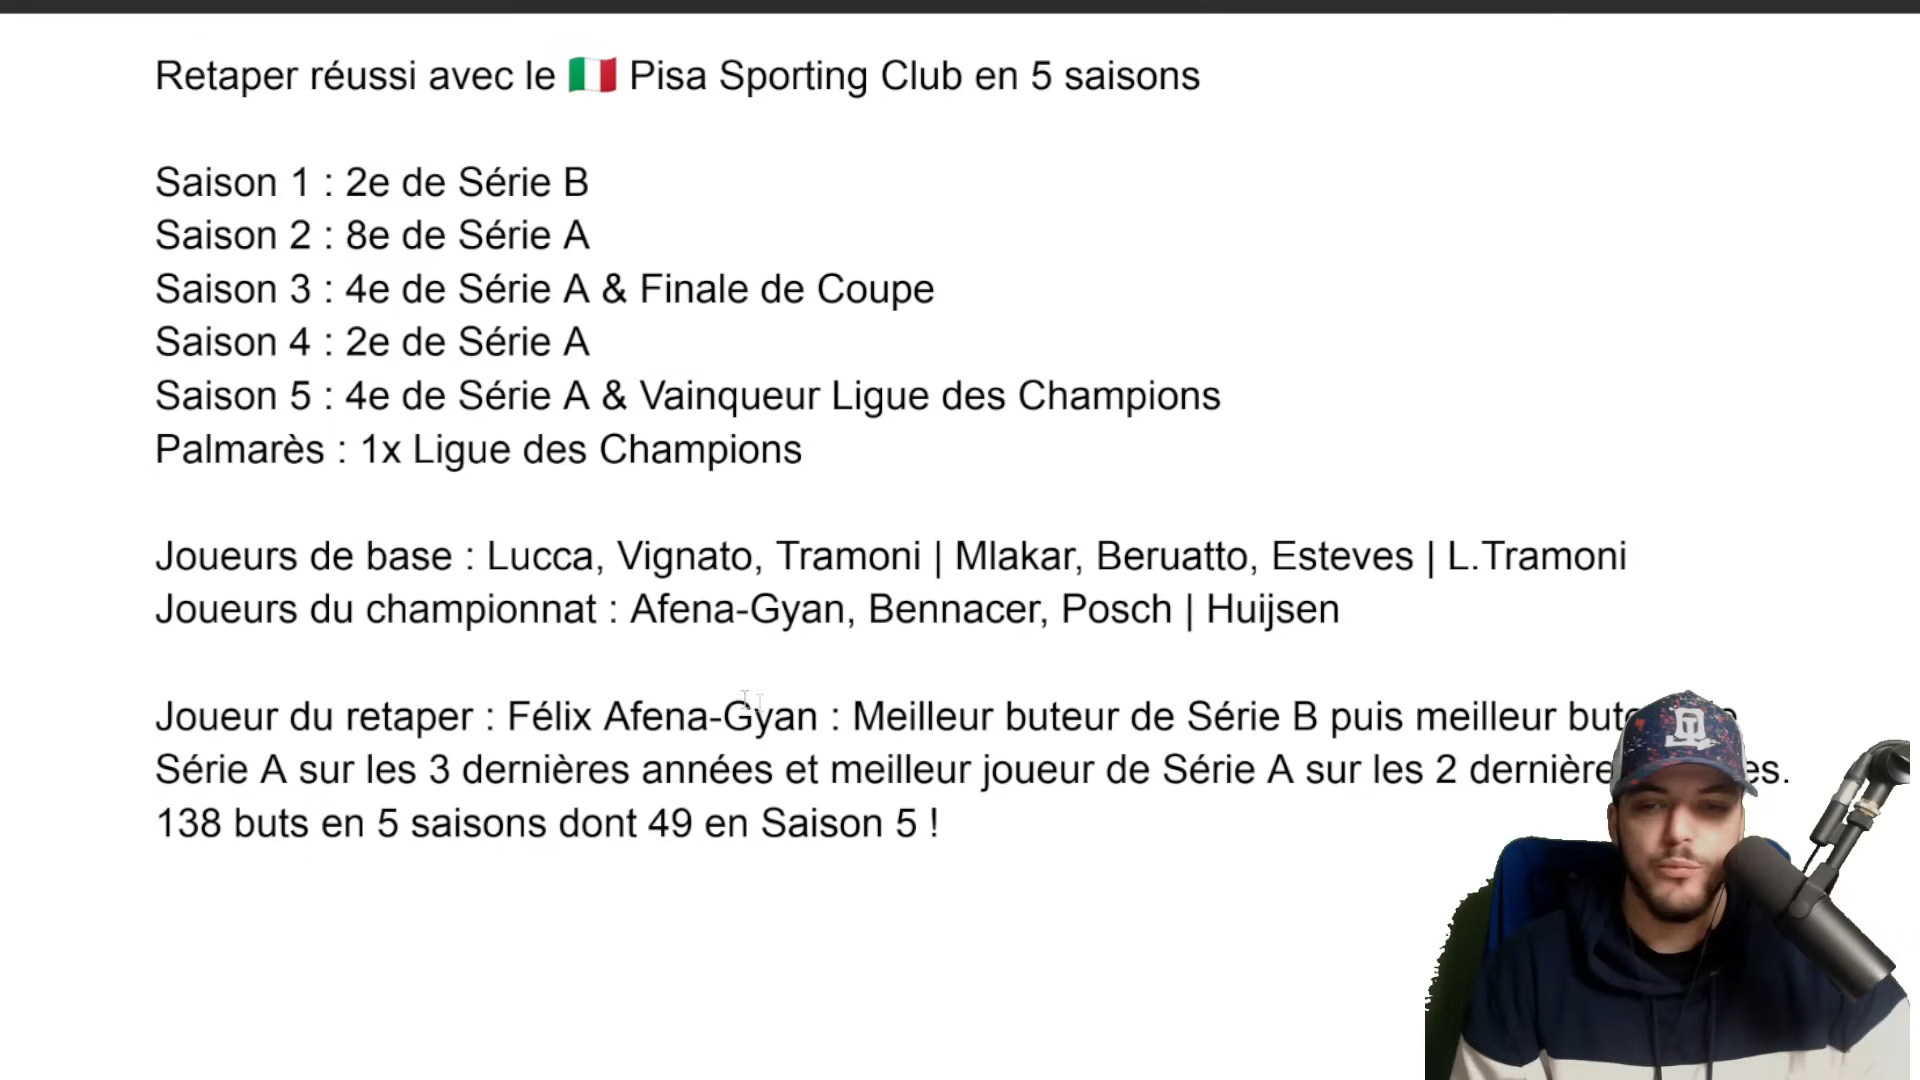 Retaper réussi avec le 🇮🇹 Pisa Sporting Club en 5 saisons
Saison 1 : 2e de Série B
Saison 2 : 8e de Série A
Saison 3 : 4e de Série A & Finale de Coupe
Saison 4 : 2e de Série A
Saison 5 : 4e de Série A & Vainqueur Ligue des Champions
Palmarès : 1x Ligue des Champions
Joueurs de base : Lucca, Vignato, Tramoni | Mlakar, Beruatto, Esteves | L.Tramoni
Joueurs du championnat : Afena-Gyan, Bennacer, Posch | Huijsen
Joueur du retaper : Félix Afena-Gyan : Meilleur buteur de Série B puis meilleur
Série A sur les 3 dernières années et meilleur joueur de Série A sur les 2
138 buts en 5 saisons dont 49 en Saison 5 !